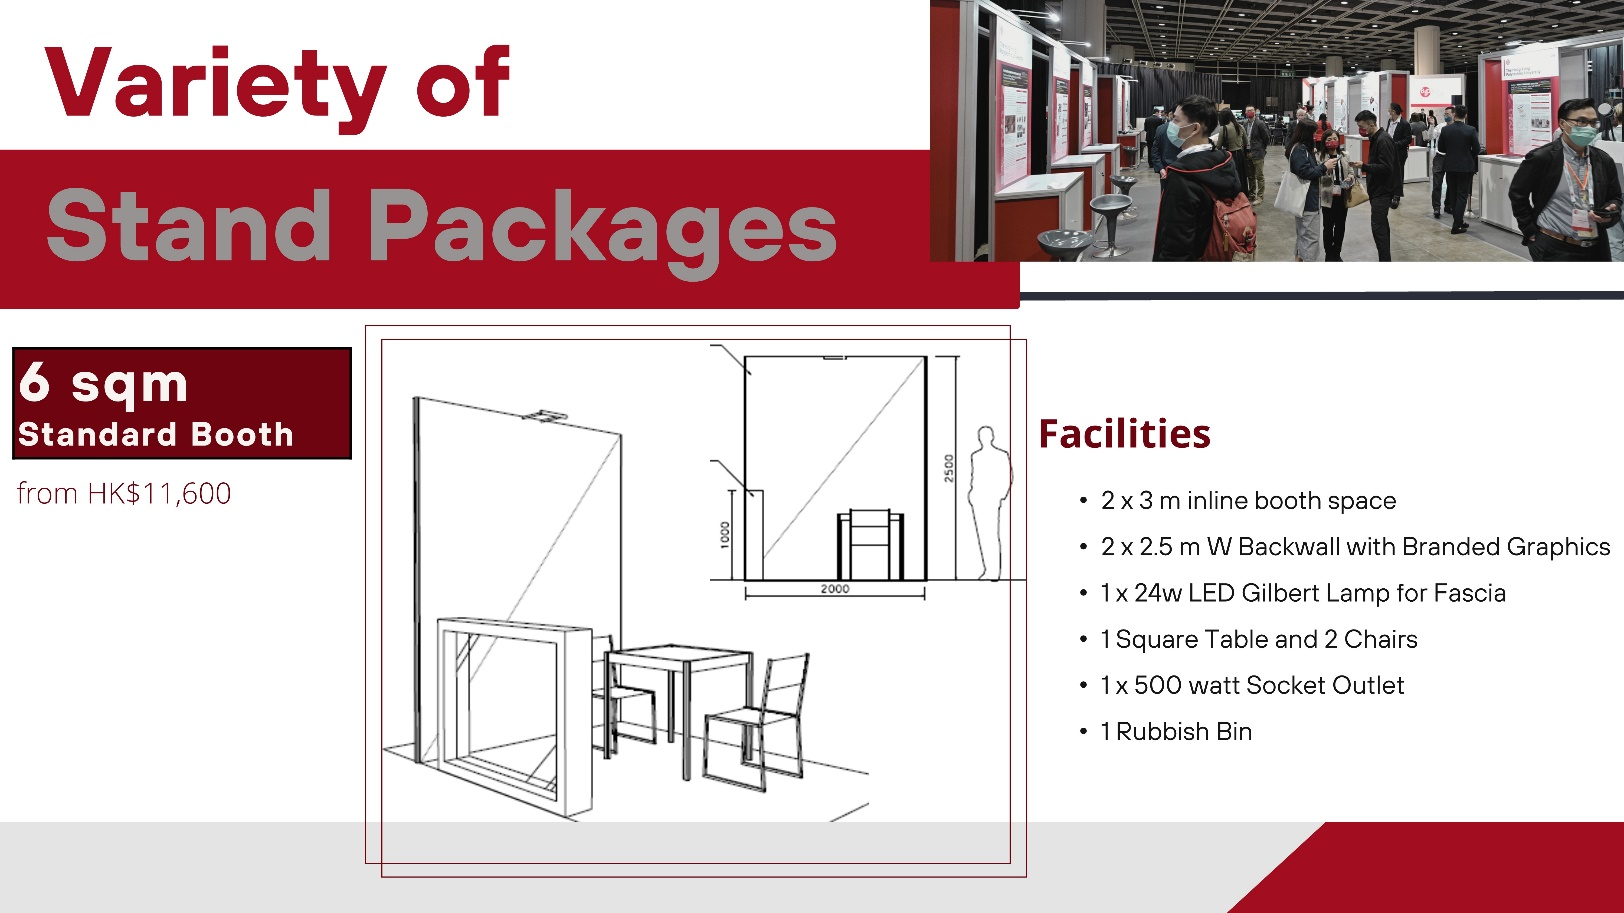 Variety of
Stand Packages
6 sqm
Standard Booth
from HK$11,600
2500
1000
2000
Facilities
• 2 x 3 m inline booth space
• 2 x 2.5 m W Backwall with Branded Graphics
• 1 x 24w LED Gilbert Lamp for Fascia
• 1 Square Table and 2 Chairs
• 1 x 500 watt Socket Outlet
• 1 Rubbish Bin